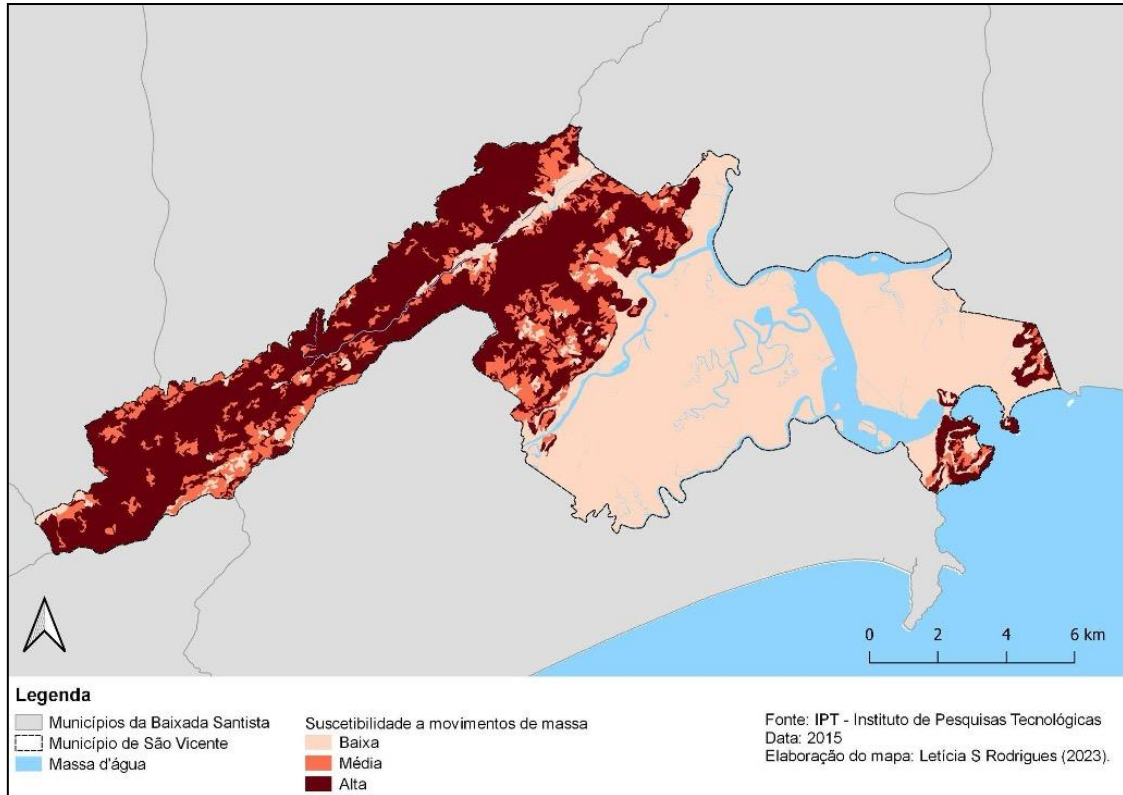 0 2 4 6 km
Legenda
Municípios da Baixada Santista
Município de São Vicente
Massa d'água
Suscetibilidade a movimentos de massa
Baixa
Média
Alta
Fonte: IPT - Instituto de Pesquisas Tecnológicas
Data: 2015
Elaboração do mapa: Letícia S Rodrigues (2023).